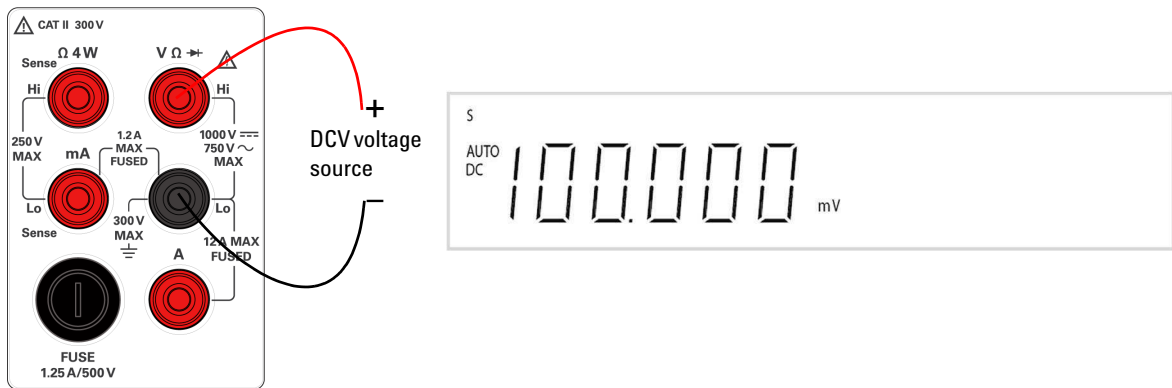 CAT II 300 V
Ω 4 W
V Ω
Sense
Hi
Hi
250 V
MAX
mA
1.2 A
MAX
FUSED
1000 V
750 V
MAX
Lo
Lo
Sense
300 V
MAX
12 A MAX
FUSED
A
FUSE
1.25 A/500 V
+
DCV voltage
source
−
S
AUTO
DC
100.000 mV